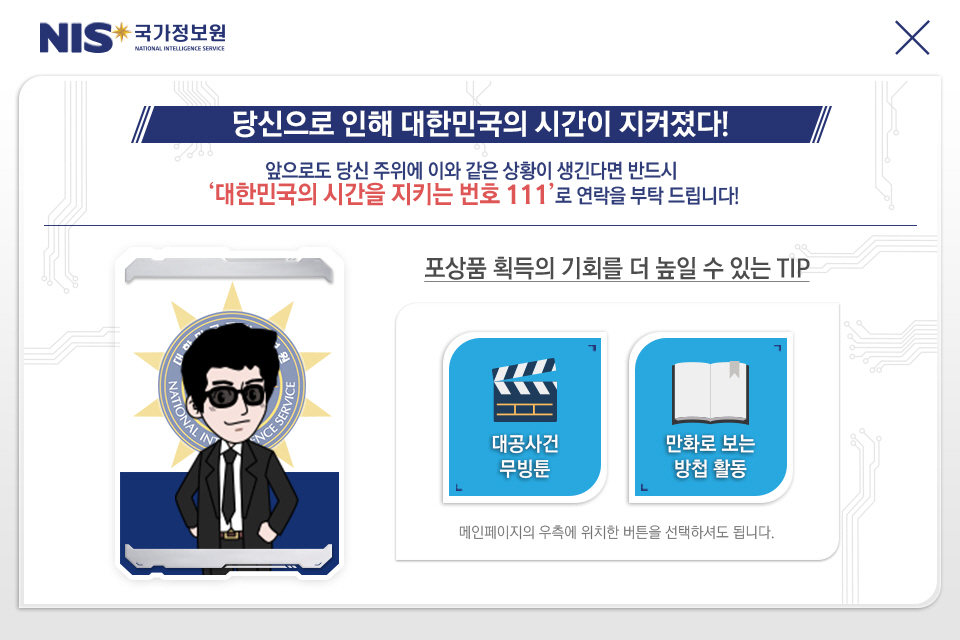 NIS 국가정보원
NATIONAL INTELLIGENCE SERVICE
당신으로 인해 대한민국의 시간이 지켜졌다!
앞으로도 당신 주위에 이와 같은 상황이 생긴다면 반드시
‘대한민국의 시간을 지키는 번호 111’로 연락을 부탁 드립니다!
포상품 획득의 기회를 더 높일 수 있는 TIP
NATIONAL INTELLIGENCE SERVICE
대공사건
무빙툰
만화로 보는
방첩 활동
메인페이지의 우측에 위치한 버튼을 선택하셔도 됩니다.